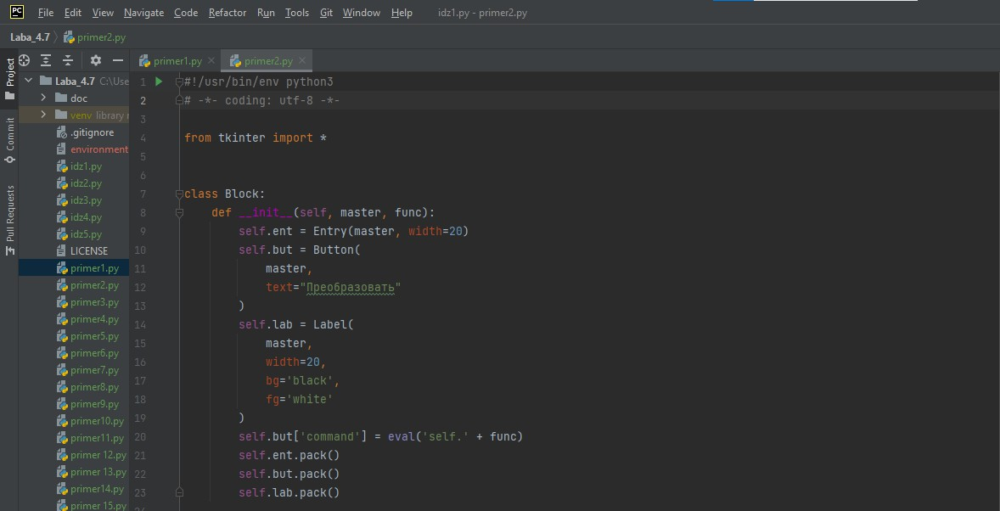 PC File Edit View Navigate Code Refactor Run Tools Git Window Help idz1.py - primer2.py
Laba_4.7 primer2.py
Project
Commit
Pull Requests
Laba_4.7 C:\Use
doc
venv library
.gitignore
environment
idz1.py
idz2.py
idz3.py
idz4.py
idz5.py
LICENSE
primer1.py
primer2.py
primer3.py
primer4.py
primer5.py
primer6.py
primer7.py
primer8.py
primer9.py
primer10.py
primer11.py
primer 12.py
primer 13.py
primer14.py
primer 15.py
primer1.py primer2.py
1 #!/usr/bin/env python3
2 # -*- coding: utf-8 -*-
3
4 from tkinter import *
5
6
7 class Block:
8 def __init__(self, master, func):
9 self.ent = Entry(master, width=20)
10 self.but = Button(
11 master,
12 text="Преобразовать"
13 )
14 self.lab = Label(
15 master,
16 width=20,
17 bg='black',
18 fg='white'
19 )
20 self.but['command'] = eval('self.' + func)
21 self.ent.pack()
22 self.but.pack()
23 self.lab.pack()